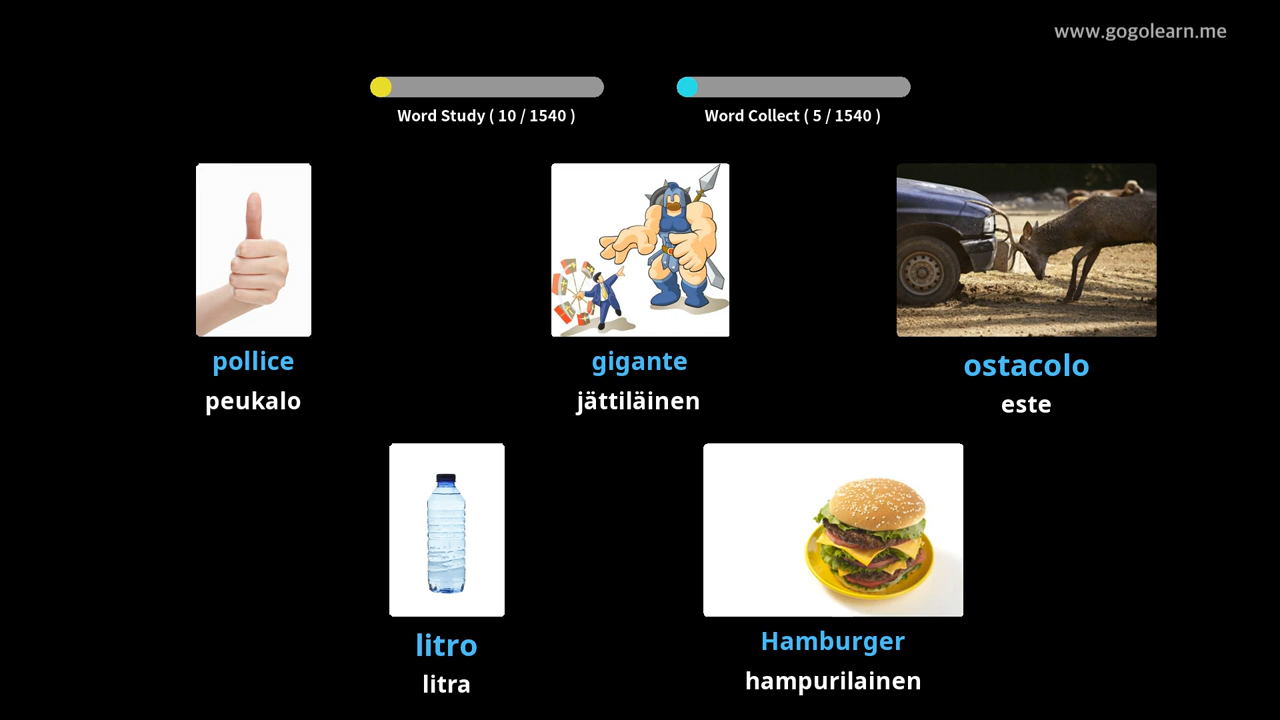 www.gogolearn.me
Word Study ( 10 / 1540 )
Word Collect ( 5 / 1540 )
pollice
peukalo
gigante
jättiläinen
ostacolo
este
litro
litra
Hamburger
hampurilainen